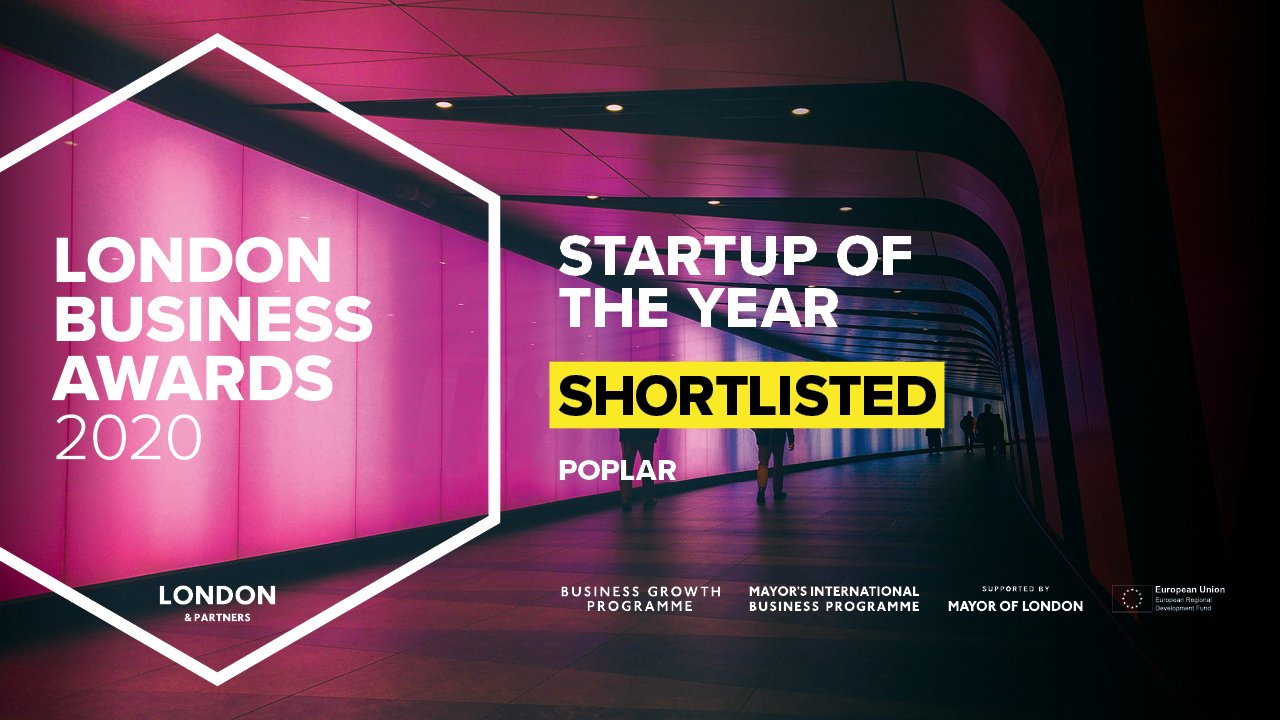 LONDON
BUSINESS
AWARDS
2020
LONDON
& PARTNERS
STARTUP OF
THE YEAR
SHORTLISTED
POPLAR
BUSINESS GROWTH
PROGRAMME
MAYOR'S INTERNATIONAL
BUSINESS PROGRAMME
SUPPORTED BY
MAYOR OF LONDON
European Union
European Regional
Development Fund